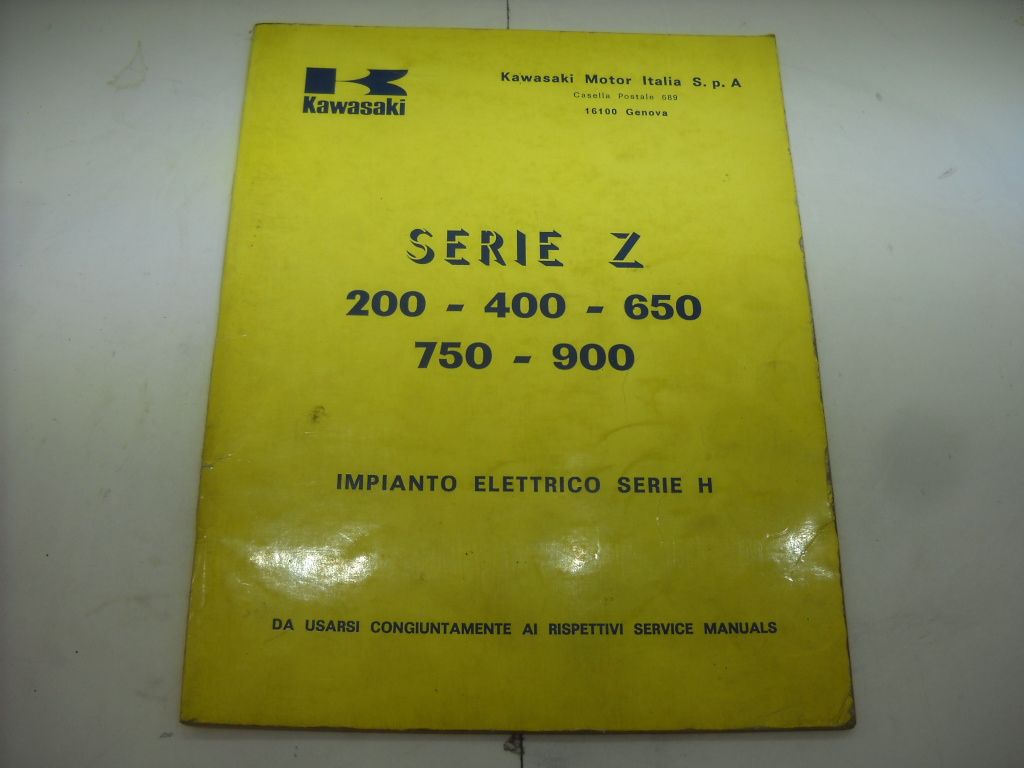 Kawasaki
Kawasaki Motor Italia S. p. A
Casella Postale 689
16100 Genova
SERIE Z
200 - 400 - 650
750 - 900
IMPIANTO ELETTRICO SERIE H
DA USARSI CONGIUNTAMENTE AI RISPETTIVI SERVICE MANUALS